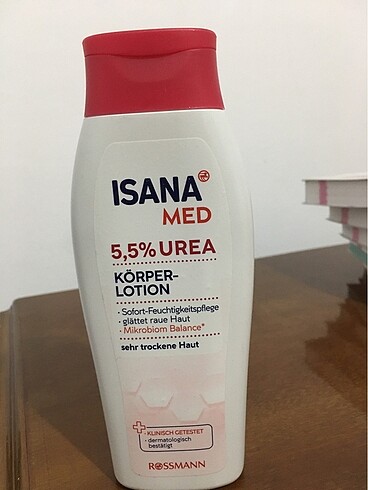 ISANA
MED
5,5% UREA
KÖRPER-
LOTION
· Sofort-Feuchtigkeitspflege
· glättet raue Haut
· Mikrobiom Balance*
sehr trockene Haut
KLINISCH GETESTET
· dermatologisch
bestätigt
ROSSMANN